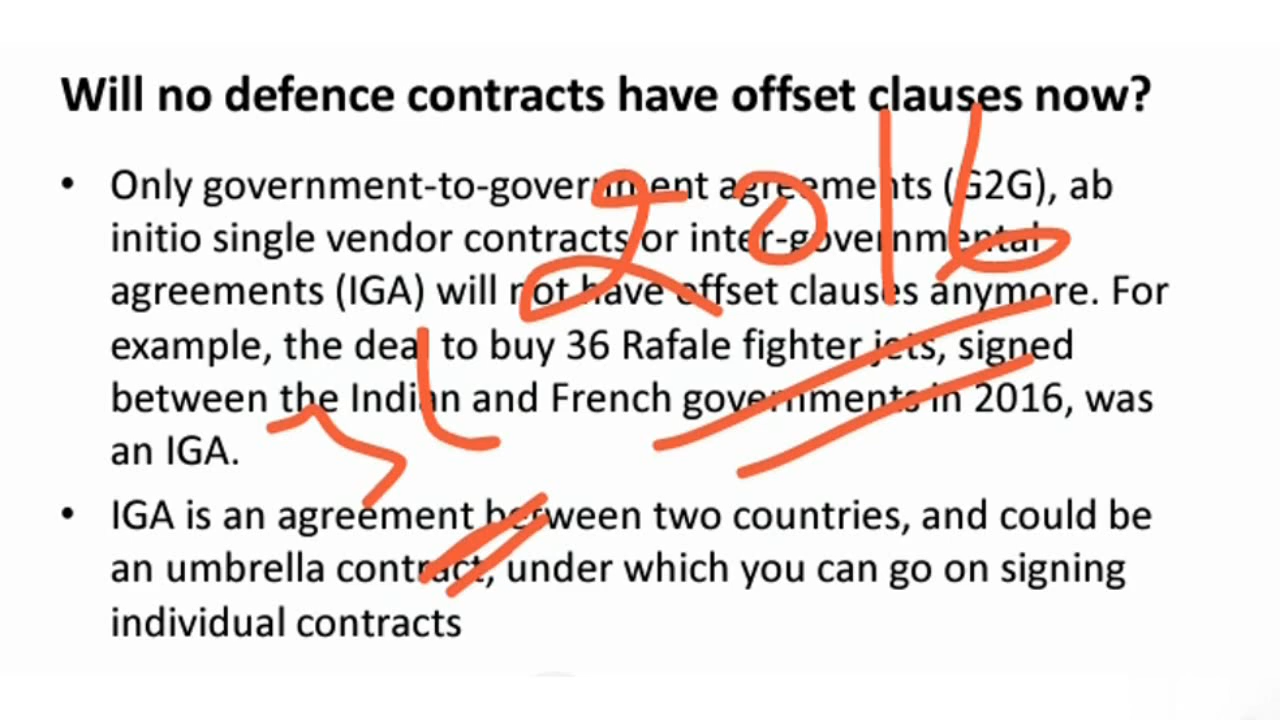 Will no defence contracts have offset clauses now?
• Only government-to-government agreements (G2G), ab
initio single vendor contracts or inter-governmental
agreements (IGA) will not have offset clauses anymore. For
example, the deal to buy 36 Rafale fighter jets, signed
between the Indian and French governments in 2016, was
an IGA.
• IGA is an agreement between two countries, and could be
an umbrella contract, under which you can go on signing
individual contracts
2016